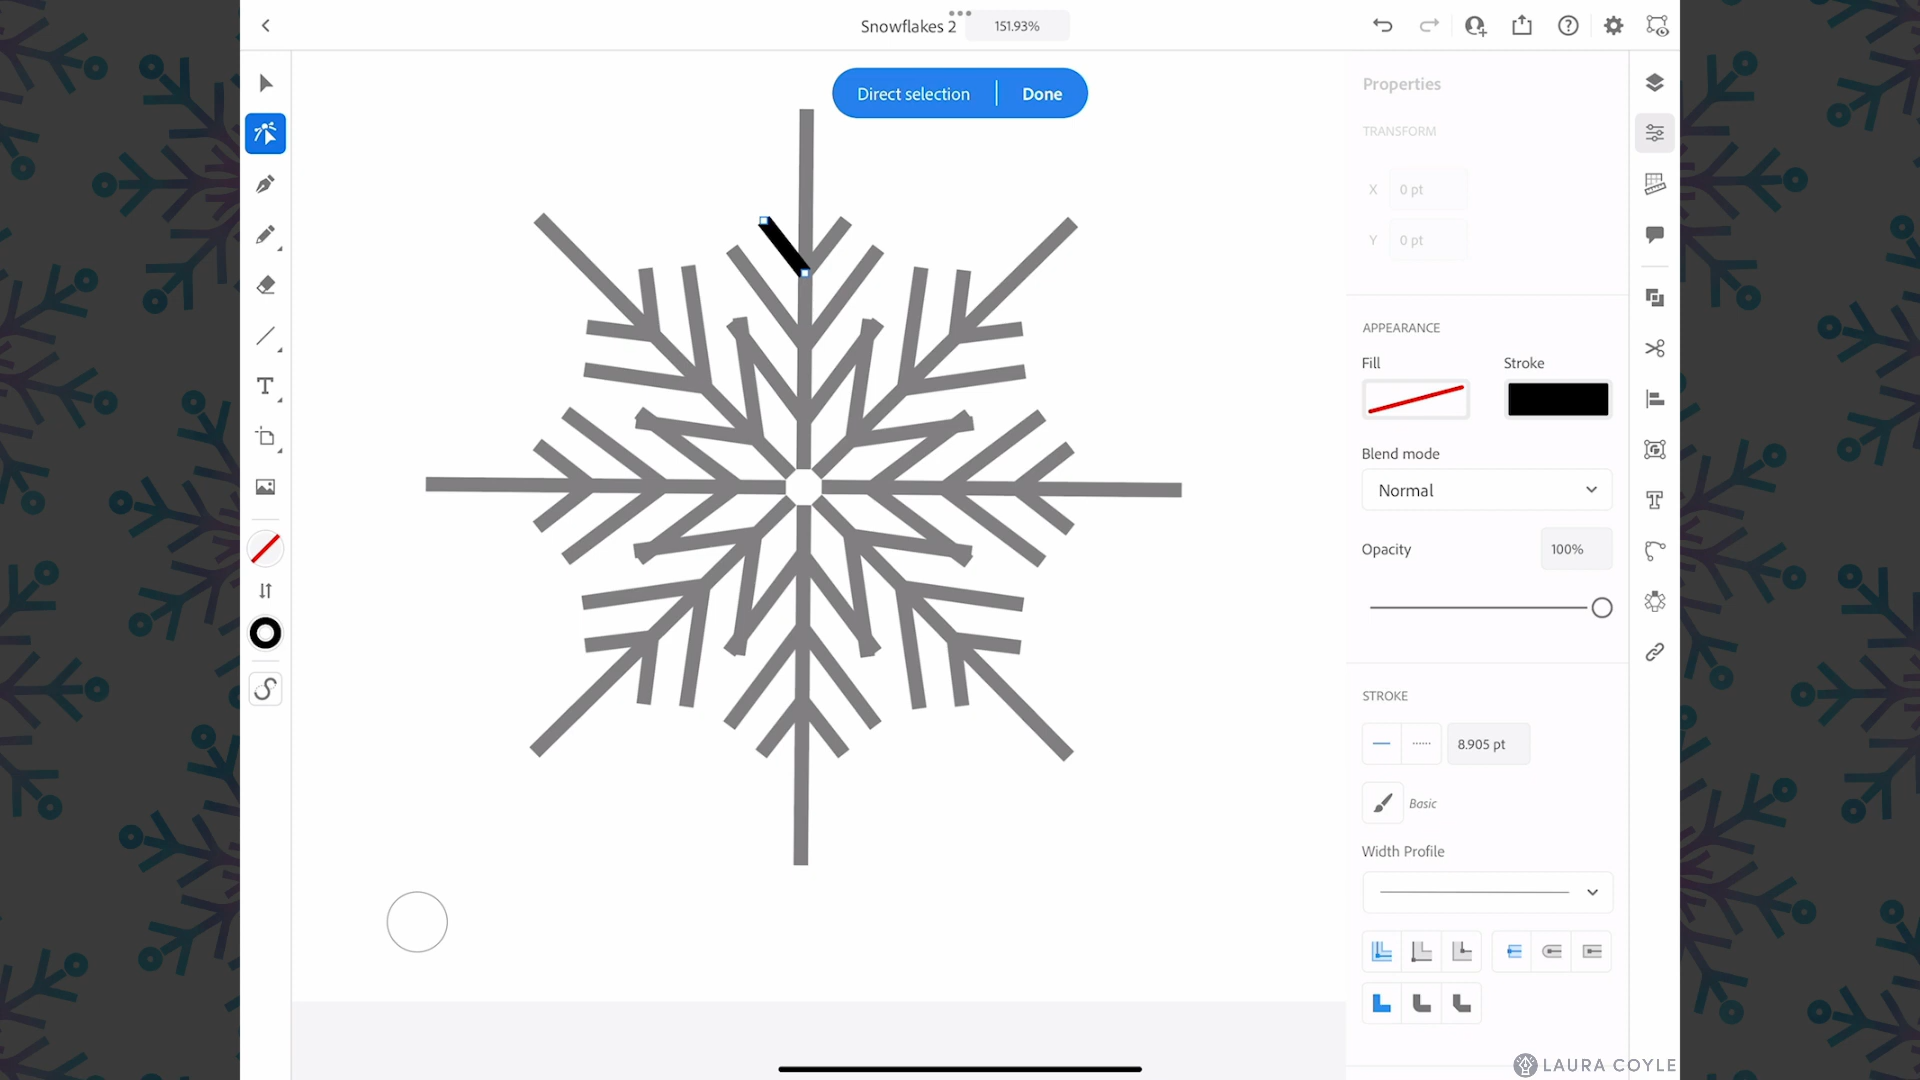 Snowflakes 2
151.93%
Direct selection
Done
Properties
TRANSFORM
X
0 pt
Y
0 pt
APPEARANCE
Fill
Stroke
Blend mode
Normal
Opacity
100%
STROKE
8.905 pt
Basic
Width Profile
LAURA COYLE